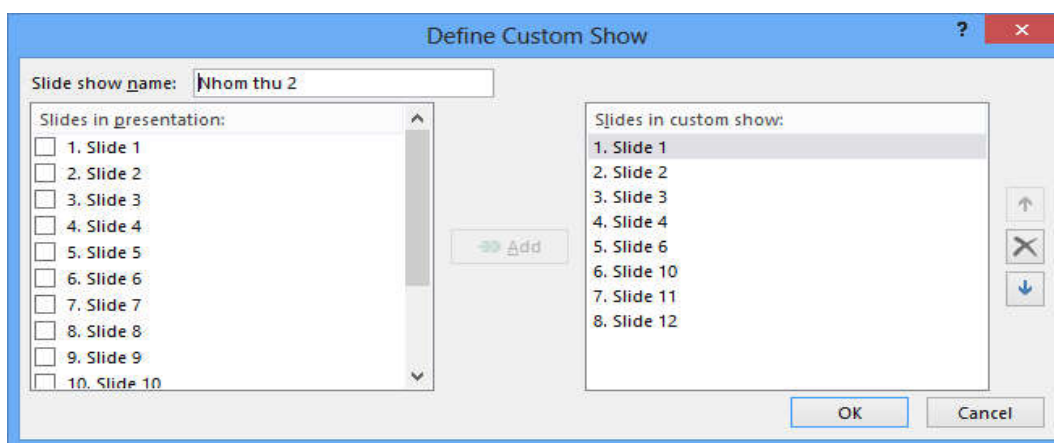 Define Custom Show
?
Slide show name: Nhom thu 2
Slides in presentation:
1. Slide 1
2. Slide 2
3. Slide 3
4. Slide 4
5. Slide 5
6. Slide 6
7. Slide 7
8. Slide 8
9. Slide 9
10. Slide 10
Add
Slides in custom show:
1. Slide 1
2. Slide 2
3. Slide 3
4. Slide 4
5. Slide 6
6. Slide 10
7. Slide 11
8. Slide 12
OK
Cancel